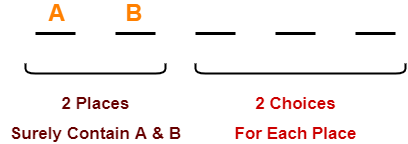 A B
2 Places 2 Choices
Surely Contain A & B For Each Place